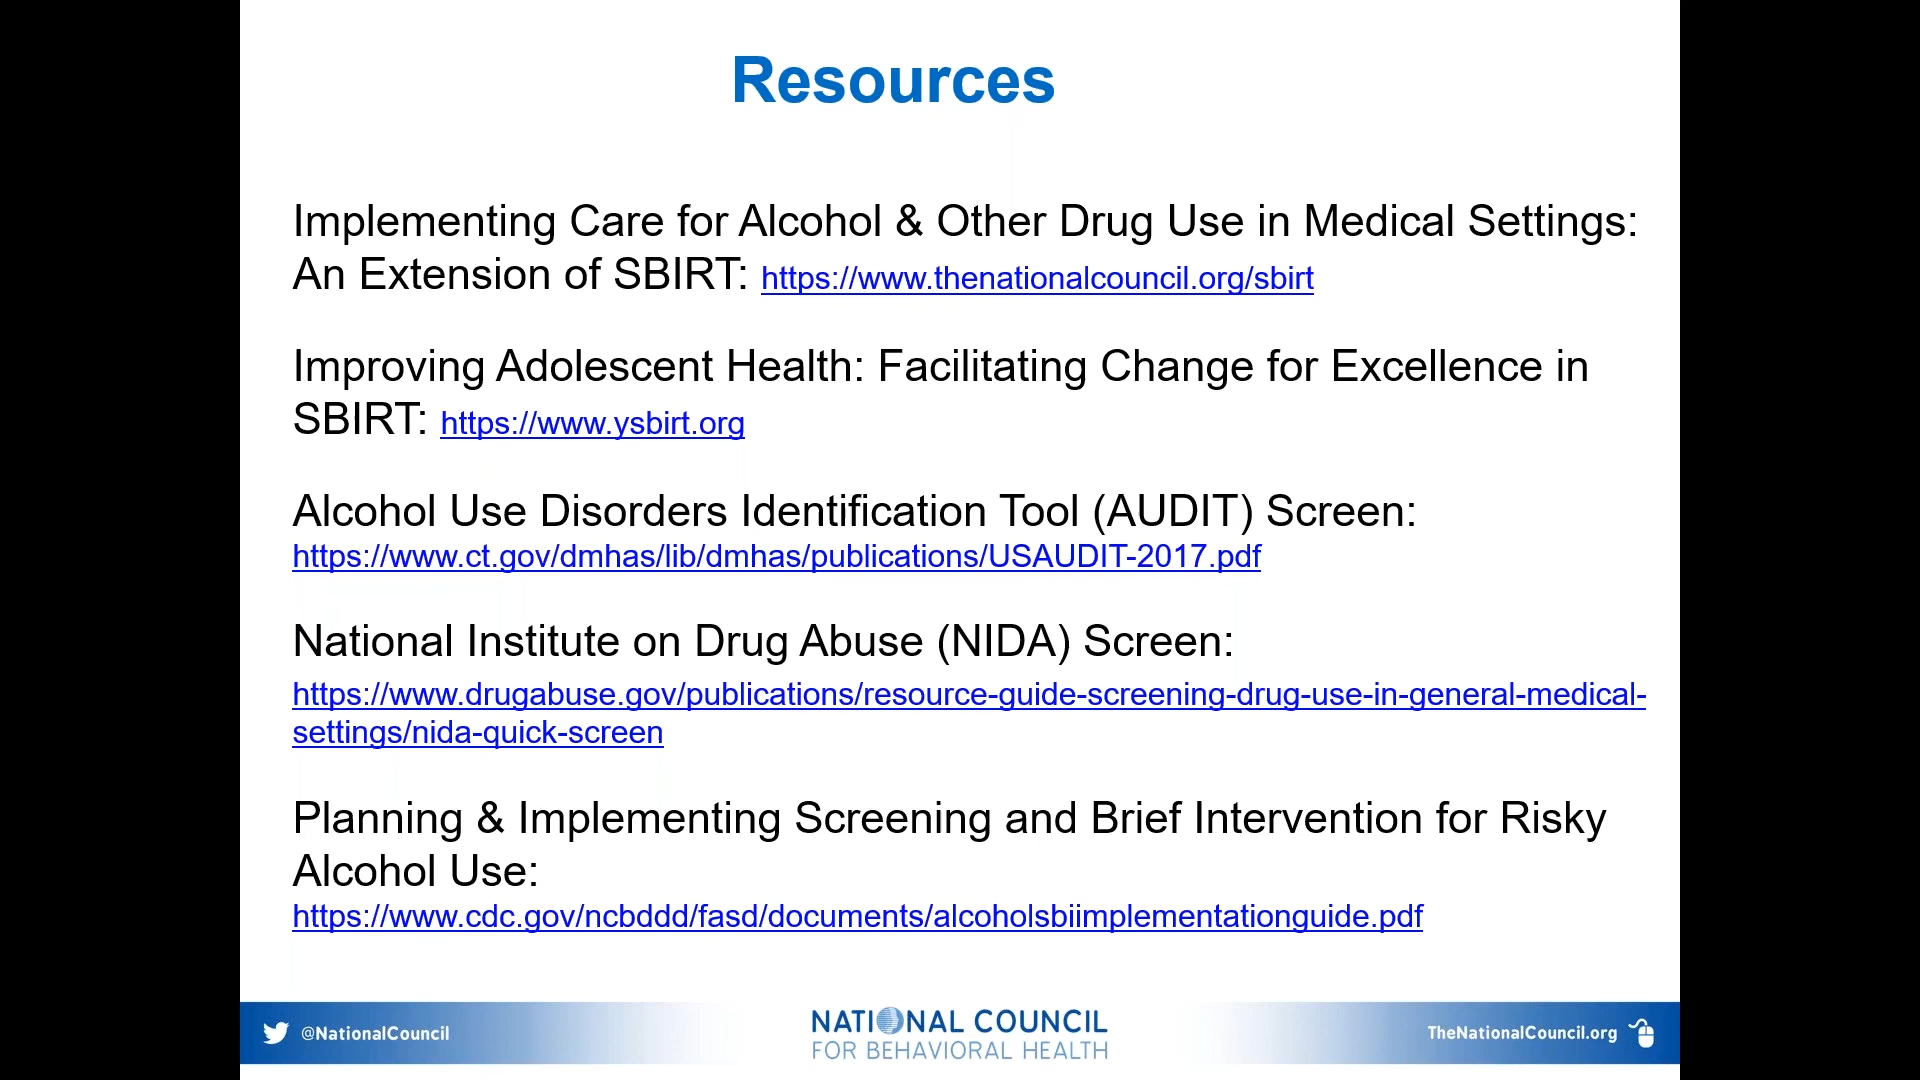 Resources
Implementing Care for Alcohol & Other Drug Use in Medical Settings:
An Extension of SBIRT: https://www.thenationalcouncil.org/sbirt
Improving Adolescent Health: Facilitating Change for Excellence in
SBIRT: https://www.ysbirt.org
Alcohol Use Disorders Identification Tool (AUDIT) Screen:
https://www.ct.gov/dmhas/lib/dmhas/publications/USAUDIT-2017.pdf
National Institute on Drug Abuse (NIDA) Screen:
https://www.drugabuse.gov/publications/resource-guide-screening-drug-use-in-general-medical-
settings/nida-quick-screen
Planning & Implementing Screening and Brief Intervention for Risky
Alcohol Use:
https://www.cdc.gov/ncbddd/fasd/documents/alcoholsbiimplementationguide.pdf
@NationalCouncil
NATIONAL COUNCIL
FOR BEHAVIORAL HEALTH
TheNationalCouncil.org